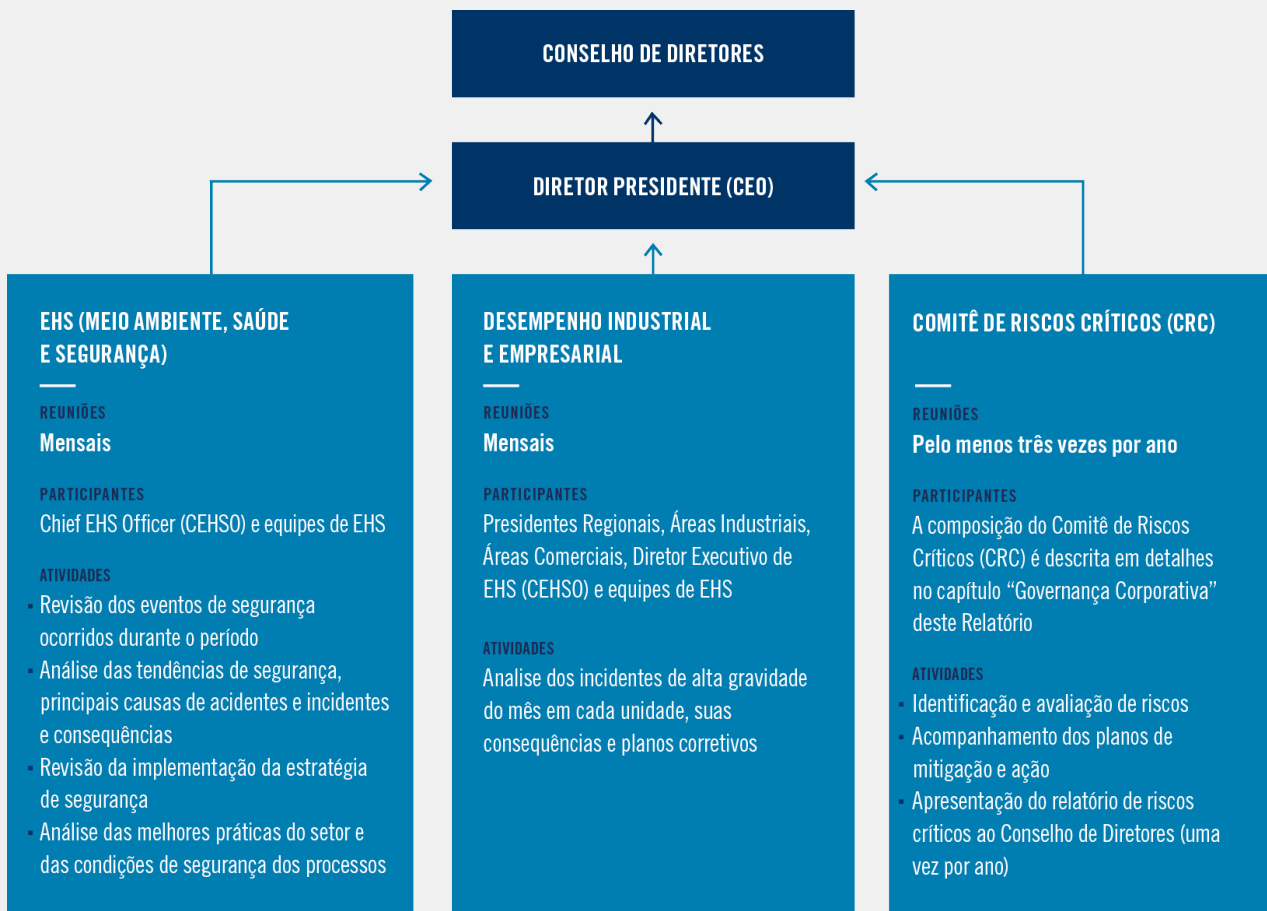 CONSELHO DE DIRETORES
DIRETOR PRESIDENTE (CEO)
EHS (MEIO AMBIENTE, SAÚDE
E SEGURANÇA)
REUNIÕES
Mensais
PARTICIPANTES
Chief EHS Officer (CEHSO) e equipes de EHS
ATIVIDADES
▪ Revisão dos eventos de segurança
ocorridos durante o período
▪ Análise das tendências de segurança,
principais causas de acidentes e incidentes
e consequências
▪ Revisão da implementação da estratégia
de segurança
▪ Análise das melhores práticas do setor e
das condições de segurança dos processos
DESEMPENHO INDUSTRIAL
E EMPRESARIAL
REUNIÕES
Mensais
PARTICIPANTES
Presidentes Regionais, Áreas Industriais,
Áreas Comerciais, Diretor Executivo de
EHS (CEHSO) e equipes de EHS
ATIVIDADES
Analise dos incidentes de alta gravidade
do mês em cada unidade, suas
consequências e planos corretivos
COMITÊ DE RISCOS CRÍTICOS (CRC)
REUNIÕES
Pelo menos três vezes por ano
PARTICIPANTES
A composição do Comitê de Riscos
Críticos (CRC) é descrita em detalhes
no capítulo “Governança Corporativa”
deste Relatório
ATIVIDADES
▪ Identificação e avaliação de riscos
▪ Acompanhamento dos planos de
mitigação e ação
▪ Apresentação do relatório de riscos
críticos ao Conselho de Diretores (uma
vez por ano)